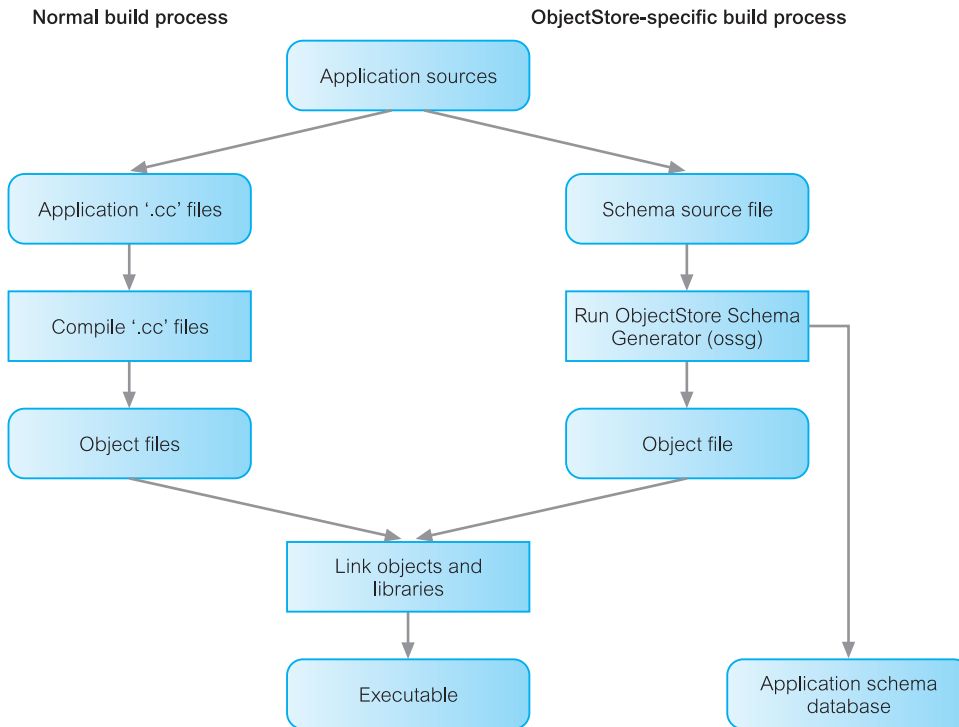 Normal build process
ObjectStore-specific build process
Application sources
Application ‘.cc’ files
Schema source file
Compile ‘.cc’ files
Run ObjectStore Schema
Generator (ossg)
Object files
Object file
Link objects and
libraries
Executable
Application schema
database